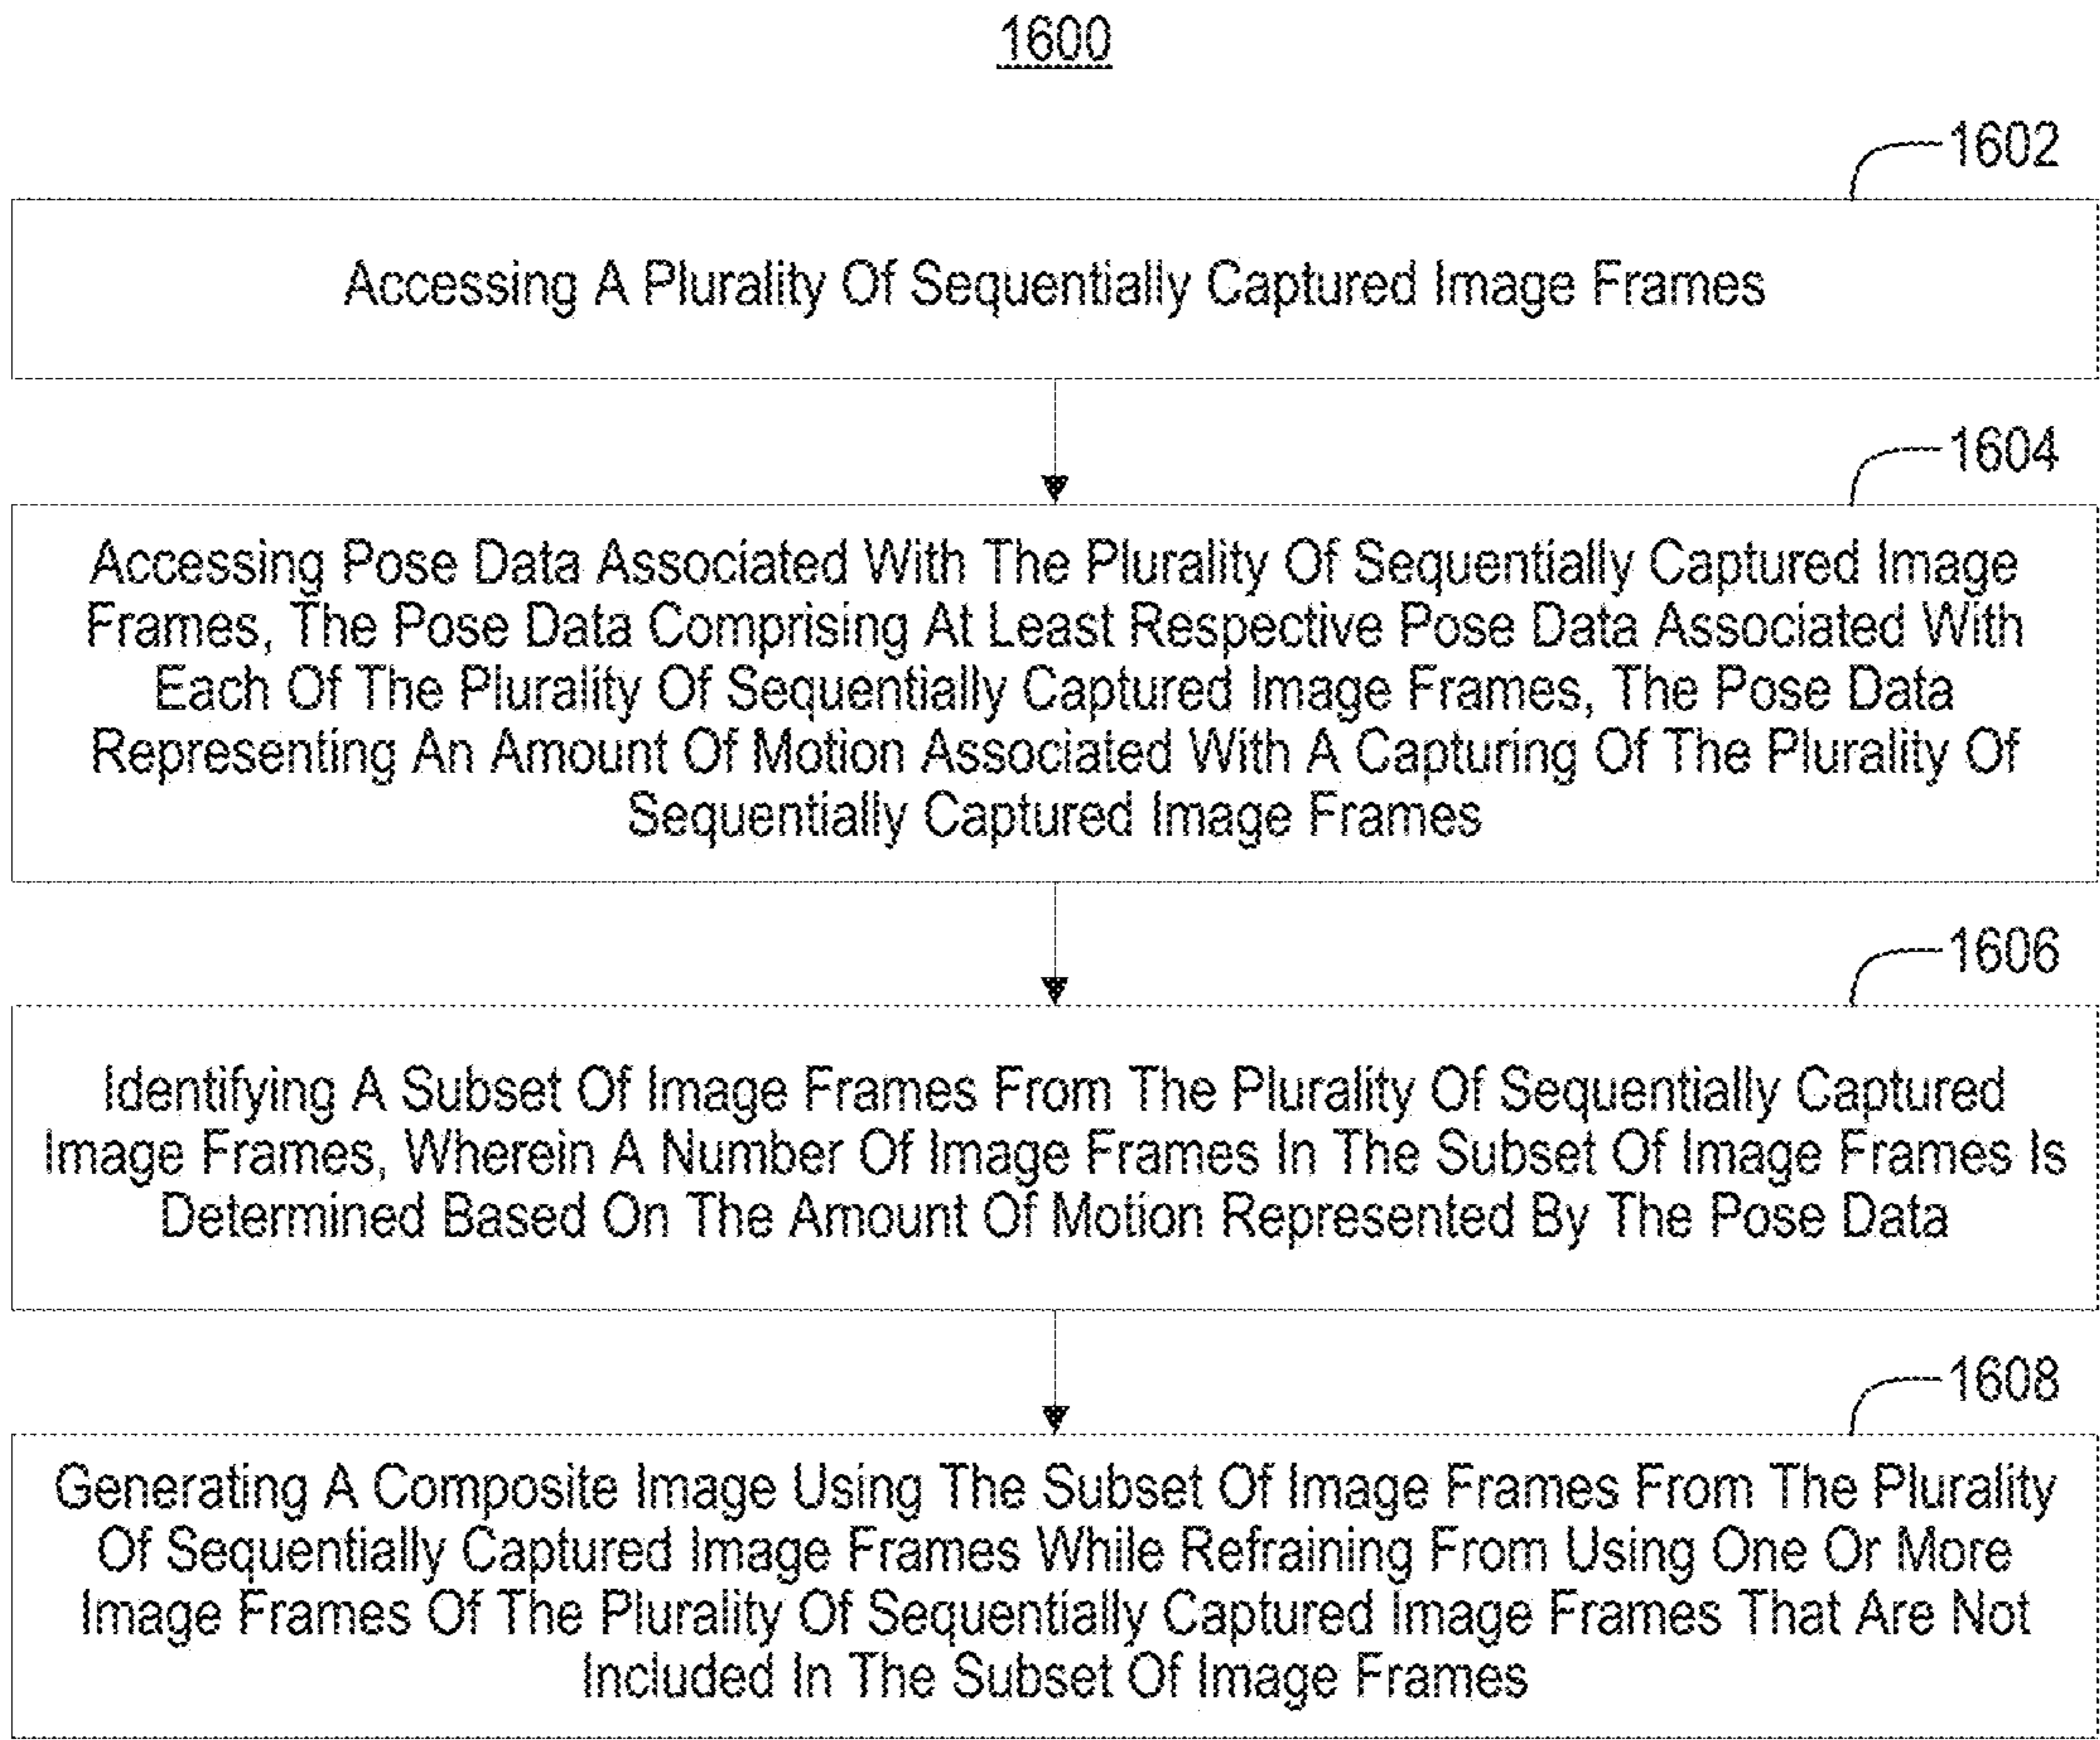 1600
1602
Accessing A Plurality Of Sequentially Captured Image Frames
1604
Accessing Pose Data Associated With The Plurality Of Sequentially Captured Image
Frames, The Pose Data Comprising At Least Respective Pose Data Associated With
Each Of The Plurality Of Sequentially Captured Image Frames, The Pose Data
Representing An Amount Of Motion Associated With A Capturing Of The Plurality Of
Sequentially Captured Image Frames
1606
Identifying A Subset Of Image Frames From The Plurality Of Sequentially Captured
Image Frames, Wherein A Number Of Image Frames In The Subset Of Image Frames Is
Determined Based On The Amount Of Motion Represented By The Pose Data
1608
Generating A Composite Image Using The Subset Of Image Frames From The Plurality
Of Sequentially Captured Image Frames While Refraining From Using One Or More
Image Frames Of The Plurality Of Sequentially Captured Image Frames That Are Not
Included In The Subset Of Image Frames